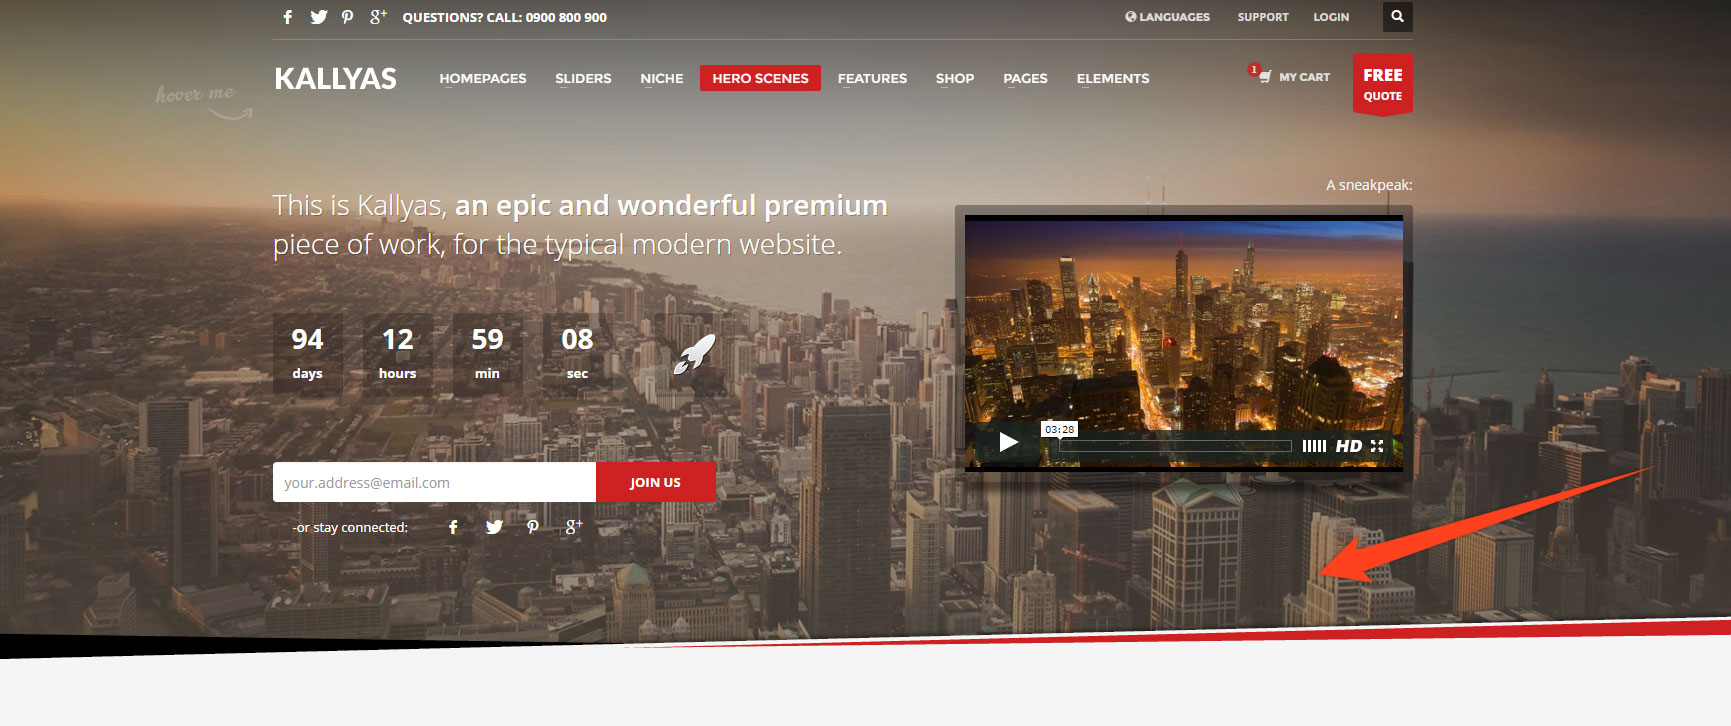 QUESTIONS? CALL: 0900 800 900
LANGUAGES
SUPPORT
LOGIN
hover me
KALLYAS
HOMEPAGES
SLIDERS
NICHE
HERO SCENES
FEATURES
SHOP
PAGES
ELEMENTS
1
MY CART
FREE
QUOTE
This is Kallyas, an epic and wonderful premium
piece of work, for the typical modern website.
A sneakpeak:
94
days
12
hours
59
min
08
sec
03:28
HD
your.address@email.com
JOIN US
-or stay connected: